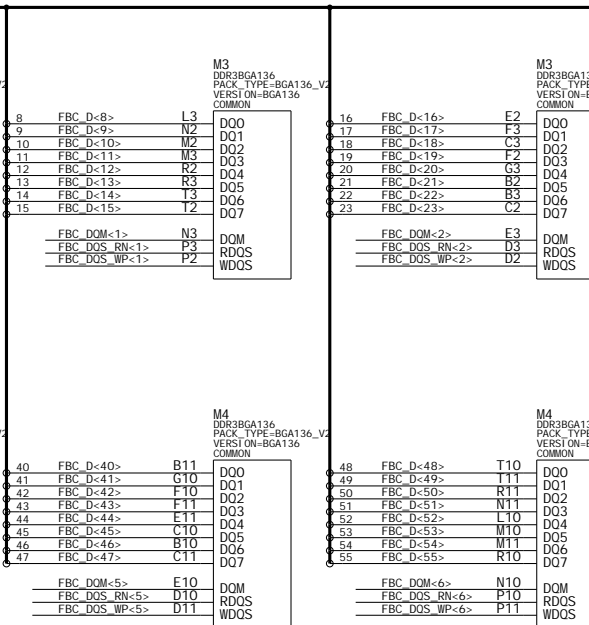 M3
DDR3BGA136
PACK_TYPE=BGA136_V2
VERSION=BGA136
COMMON
8 FBC_D<8> L3 DQ0
9 FBC_D<9> N2 DQ1
10 FBC_D<10> M2 DQ2
11 FBC_D<11> M3 DQ3
12 FBC_D<12> R2 DQ4
13 FBC_D<13> R3 DQ5
14 FBC_D<14> T3 DQ6
15 FBC_D<15> T2 DQ7
FBC_DQM<1> N3 DQM
FBC_DQS_RN<1> P3 RDQS
FBC_DQS_WP<1> P2 WDQS
M3
DDR3BGA13
PACK_TYPE
VERSION=B
COMMON
16 FBC_D<16> E2 DQ0
17 FBC_D<17> F3 DQ1
18 FBC_D<18> C3 DQ2
19 FBC_D<19> F2 DQ3
20 FBC_D<20> G3 DQ4
21 FBC_D<21> B2 DQ5
22 FBC_D<22> B3 DQ6
23 FBC_D<23> C2 DQ7
FBC_DQM<2> E3 DQM
FBC_DQS_RN<2> D3 RDQS
FBC_DQS_WP<2> D2 WDQS
M4
DDR3BGA136
PACK_TYPE=BGA136_V2
VERSION=BGA136
COMMON
40 FBC_D<40> B11 DQ0
41 FBC_D<41> G10 DQ1
42 FBC_D<42> F10 DQ2
43 FBC_D<43> F11 DQ3
44 FBC_D<44> E11 DQ4
45 FBC_D<45> C10 DQ5
46 FBC_D<46> B10 DQ6
47 FBC_D<47> C11 DQ7
FBC_DQM<5> E10 DQM
FBC_DQS_RN<5> D10 RDQS
FBC_DQS_WP<5> D11 WDQS
M4
DDR3BGA13
PACK_TYPE
VERSION=B
COMMON
48 FBC_D<48> T10 DQ0
49 FBC_D<49> T11 DQ1
50 FBC_D<50> R11 DQ2
51 FBC_D<51> N11 DQ3
52 FBC_D<52> L10 DQ4
53 FBC_D<53> M10 DQ5
54 FBC_D<54> M11 DQ6
55 FBC_D<55> R10 DQ7
FBC_DQM<6> N10 DQM
FBC_DQS_RN<6> P10 RDQS
FBC_DQS_WP<6> P11 WDQS